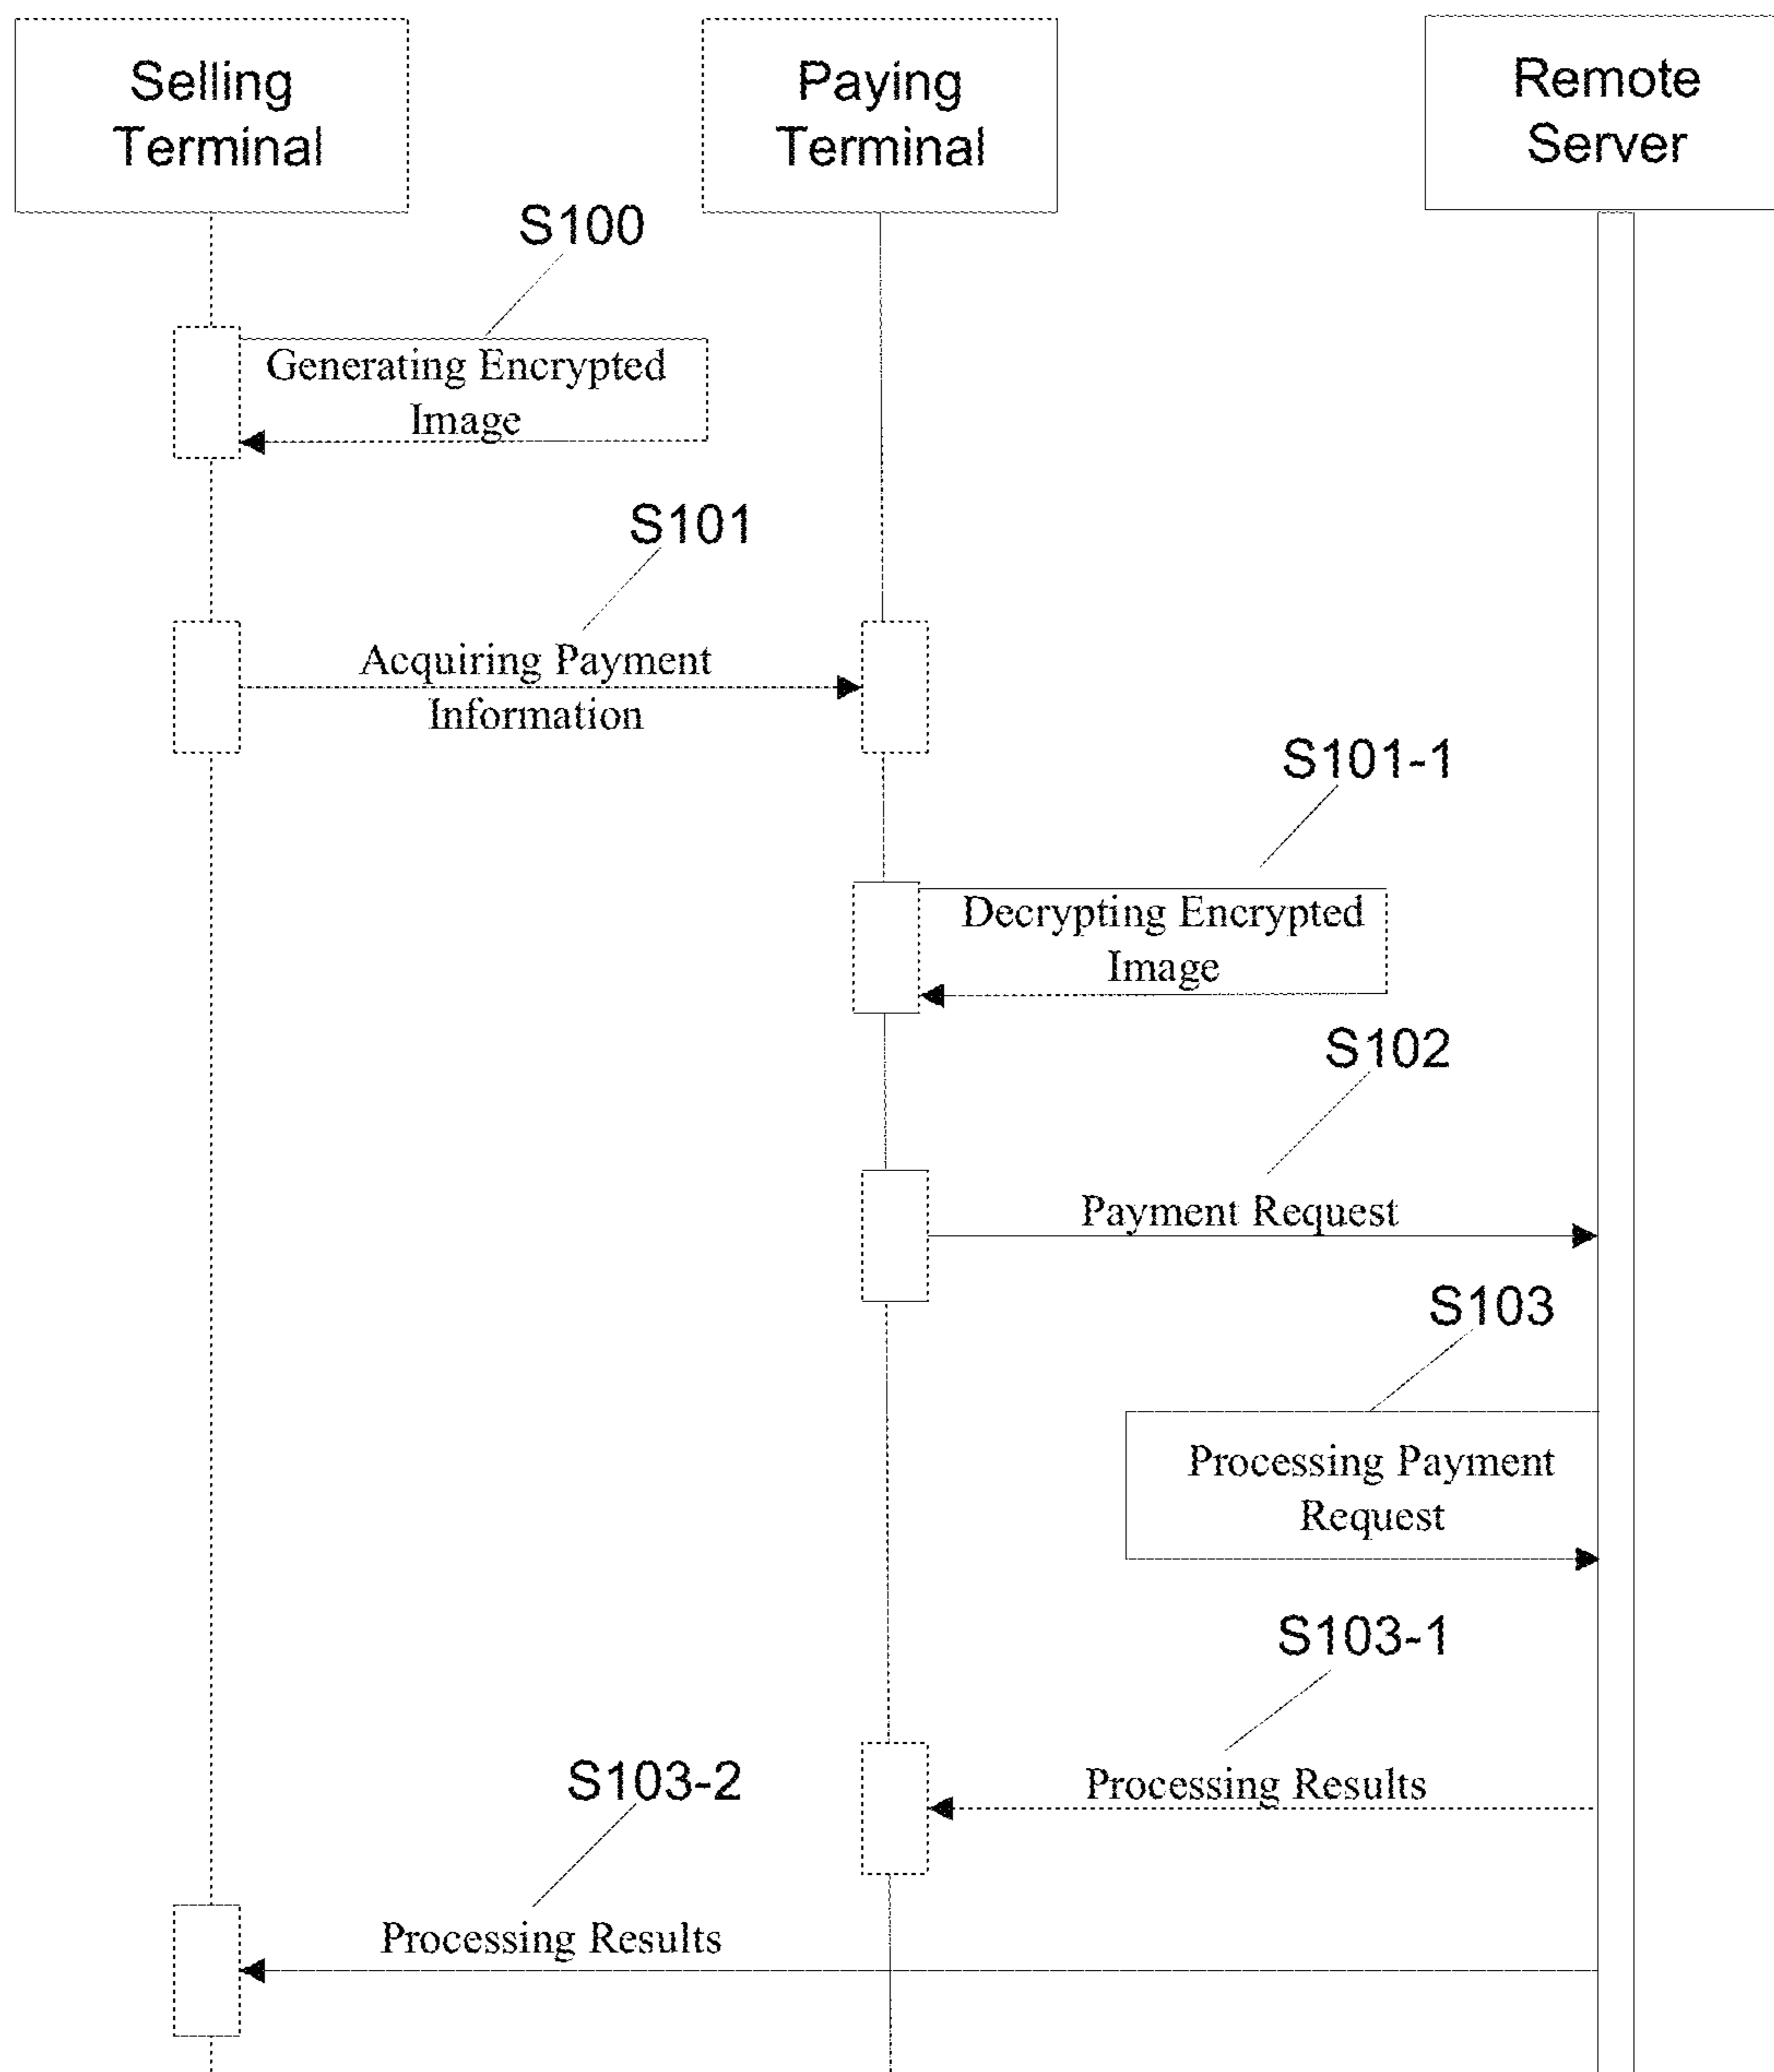 Selling
Terminal
Paying
Terminal
Remote
Server
S100
Generating Encrypted
Image
S101
Acquiring Payment
Information
S101-1
Decrypting Encrypted
Image
S102
Payment Request
S103
Processing Payment
Request
S103-1
Processing Results
S103-2
Processing Results